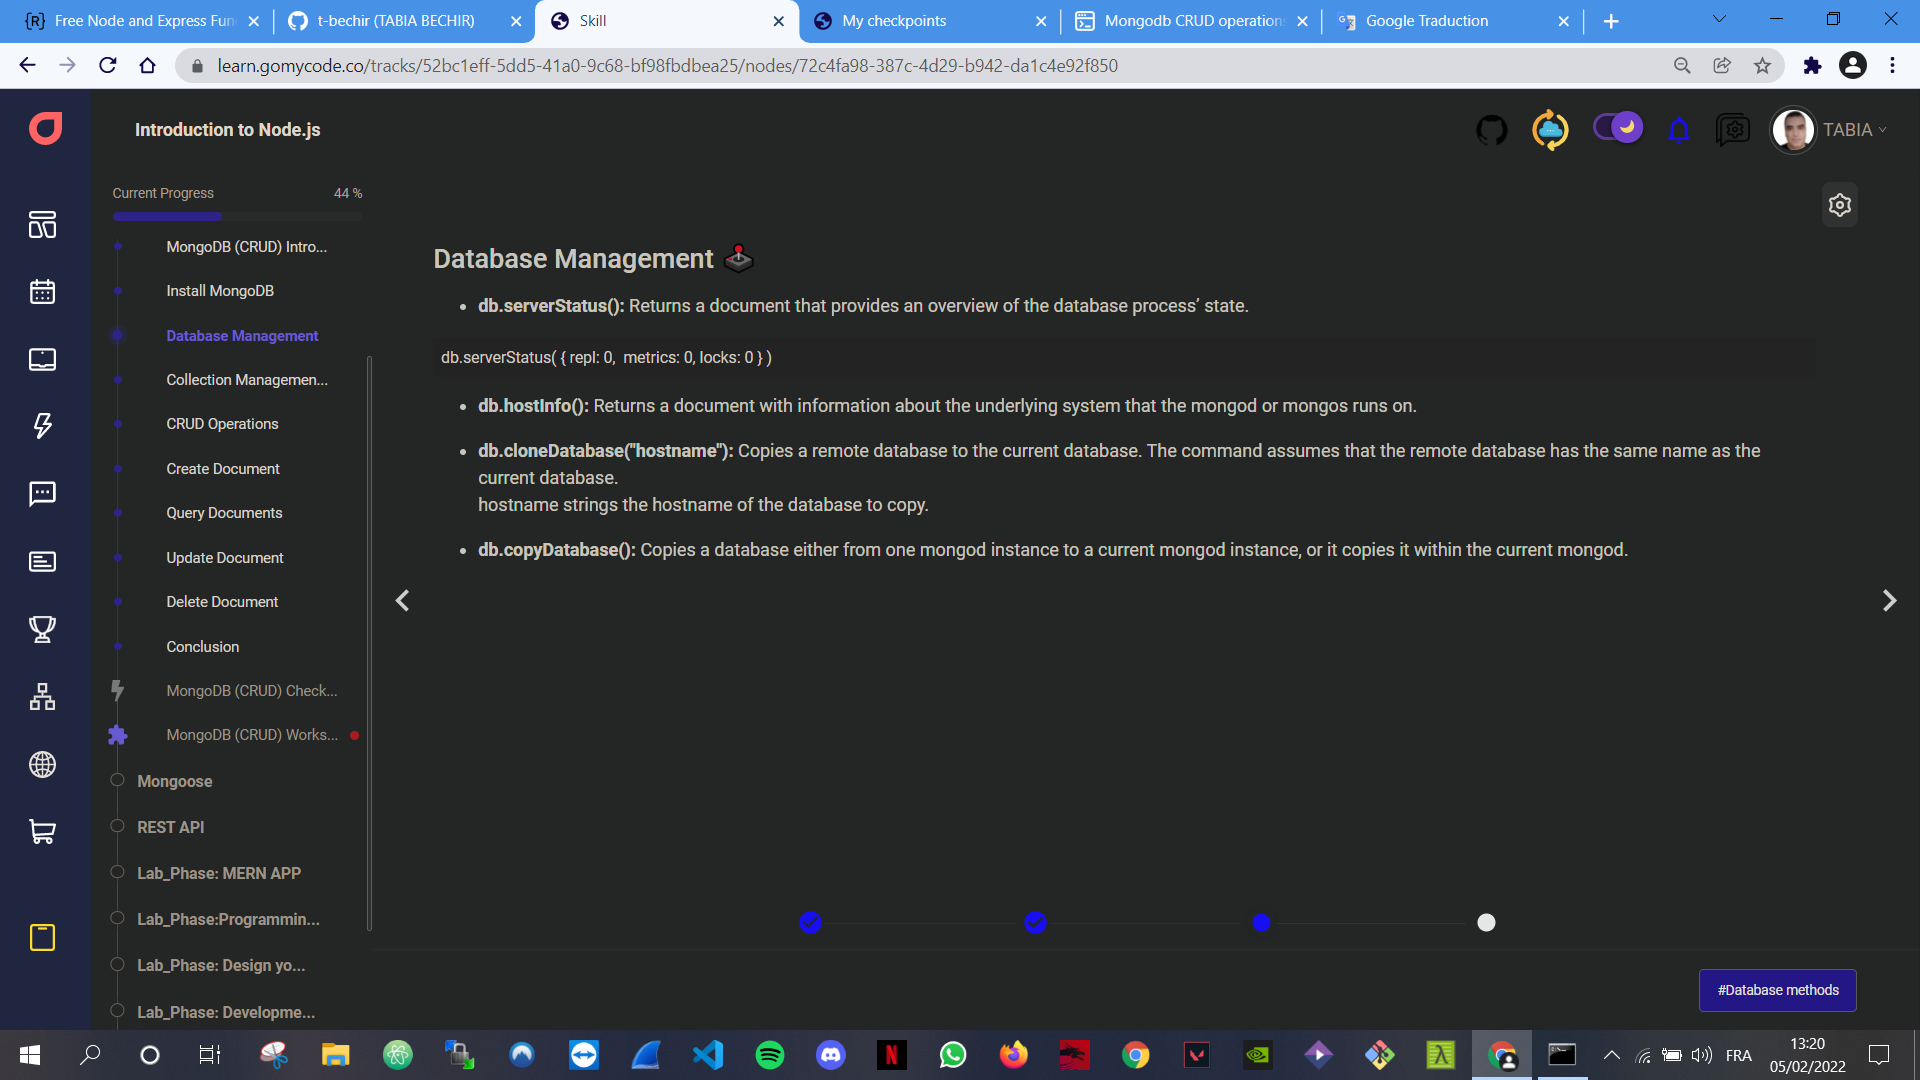 Free Node and Express Fun
t-bechir (TABIA BECHIR)
Skill
My checkpoints
Mongodb CRUD operation
Google Traduction
learn.gomycode.co/tracks/52bc1eff-5dd5-41a0-9c68-bf98fbdbea25/nodes/72c4fa98-387c-4d29-b942-da1c4e92f850
Introduction to Node.js
TABIA
Current Progress
44 %
MongoDB (CRUD) Intro...
Install MongoDB
Database Management
Collection Managemen...
CRUD Operations
Create Document
Query Documents
Update Document
Delete Document
Conclusion
MongoDB (CRUD) Check...
MongoDB (CRUD) Works...
Mongoose
REST API
Lab_Phase: MERN APP
Lab_Phase:Programmin...
Lab_Phase: Design yo...
Lab_Phase: Developme...
Database Management
db.serverStatus(): Returns a document that provides an overview of the database process’ state.
db.serverStatus( { repl: 0,  metrics: 0, locks: 0 } )
db.hostInfo(): Returns a document with information about the underlying system that the mongod or mongos runs on.
db.cloneDatabase("hostname"): Copies a remote database to the current database. The command assumes that the remote database has the same name as the
current database.
hostname strings the hostname of the database to copy.
db.copyDatabase(): Copies a database either from one mongod instance to a current mongod instance, or it copies it within the current mongod.
#Database methods
FRA
13:20
05/02/2022